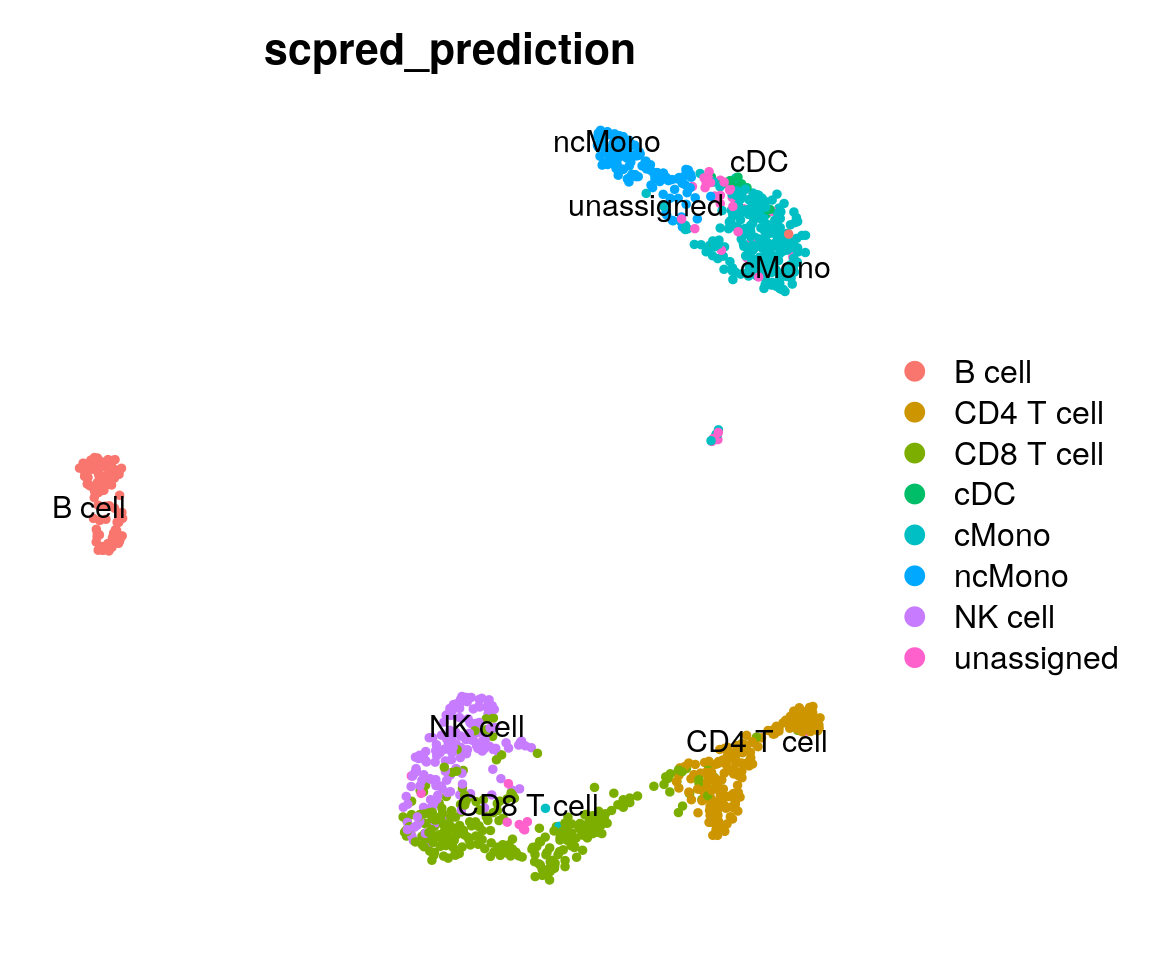 scpred_prediction
ncMono
cDC
unassigned
cMono
B cell
CD4 T cell
CD8 T cell
cDC
cMono
ncMono
NK cell
unassigned
B cell
NK cell
CD4 T cell
CD8 T cell